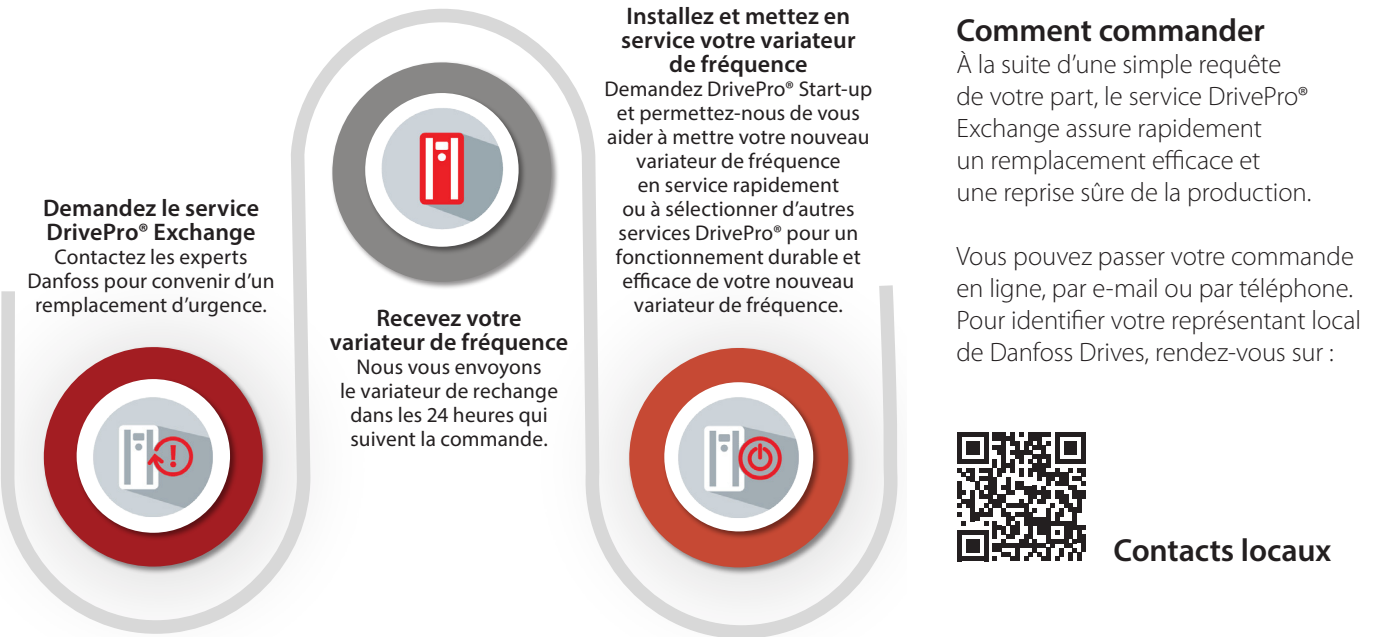 Demandez le service
DrivePro® Exchange
Contactez les experts
Danfoss pour convenir d’un
remplacement d’urgence.
Recevez votre
variateur de fréquence
Nous vous envoyons
le variateur de rechange
dans les 24 heures qui
suivent la commande.
Installez et mettez en
service votre variateur
de fréquence
Demandez DrivePro® Start-up
et permettez-nous de vous
aider à mettre votre nouveau
variateur de fréquence
en service rapidement
ou à sélectionner d’autres
services DrivePro® pour un
fonctionnement durable et
efficace de votre nouveau
variateur de fréquence.
Comment commander
À la suite d’une simple requête
de votre part, le service DrivePro®
Exchange assure rapidement
un remplacement efficace et
une reprise sûre de la production.
Vous pouvez passer votre commande
en ligne, par e-mail ou par téléphone.
Pour identifier votre représentant local
de Danfoss Drives, rendez-vous sur :
Contacts locaux